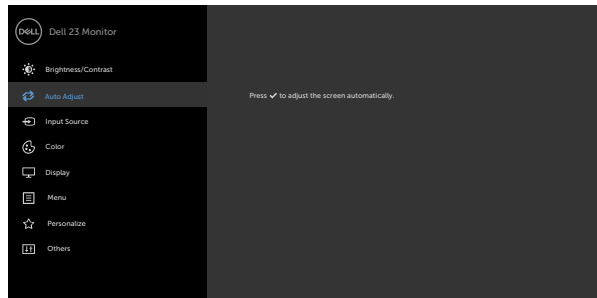 DELL Dell 23 Monitor
Brightness/Contrast
Auto Adjust
Press ✓ to adjust the screen automatically.
Input Source
Color
Display
Menu
Personalize
Others